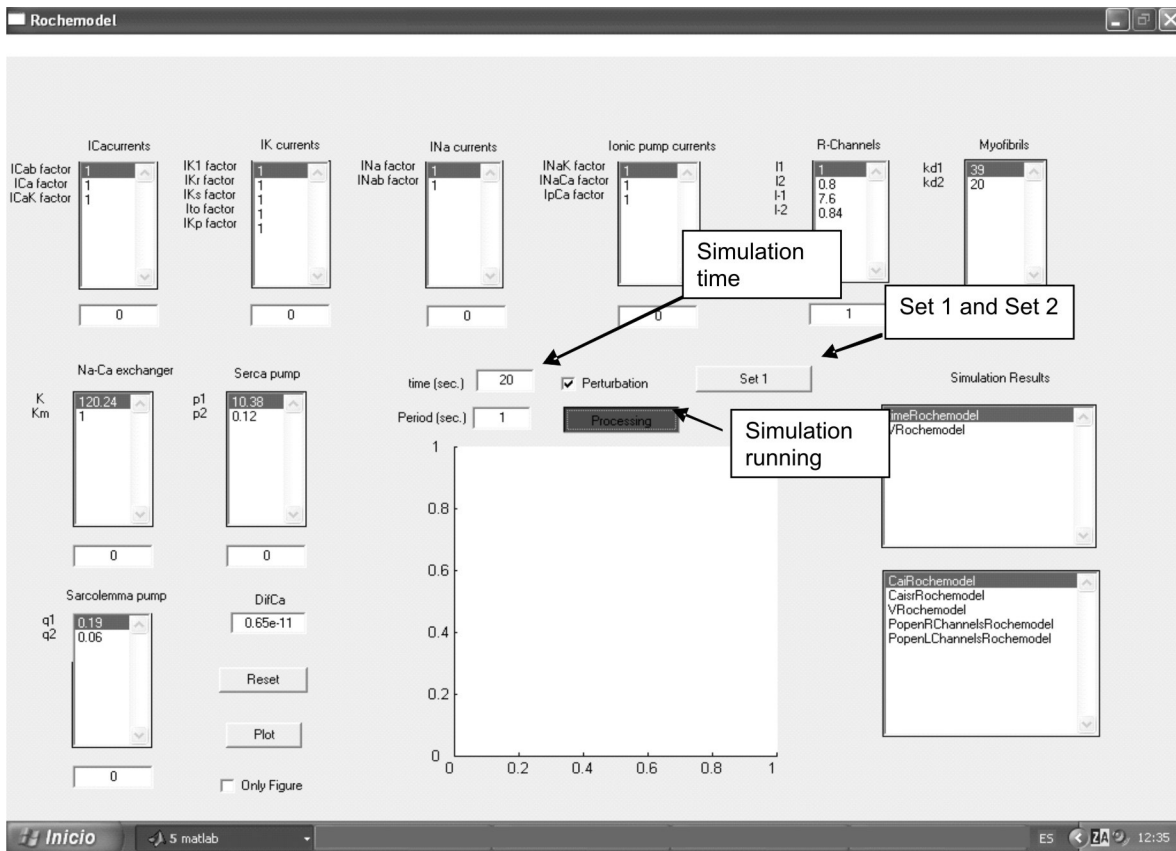 Rochemodel
ICacurrents
ICab factor
ICa factor
ICaK factor
1
1
1
0
IK currents
IK1 factor
IKr factor
IKs factor
Ito factor
IKp factor
1
1
1
1
1
0
INa currents
INa factor
INab factor
1
1
0
Ionic pump currents
INaK factor
INaCa factor
IpCa factor
1
1
1
0
R-Channels
l1
l2
l-1
l-2
1
0.8
7.6
0.84
1
Myofibrils
kd1
kd2
39
20
Simulation
time
Set 1 and Set 2
Na-Ca exchanger
K
Km
120.24
1
0
Serca pump
p1
p2
10.38
0.12
0
time (sec.)
20
Perturbation
Set 1
Period (sec.)
1
Processing
Simulation
running
Simulation Results
timeRochemodel
VRochemodel
1
0.8
0.6
0.4
0.2
0
0
0.2
0.4
0.6
0.8
1
CaiRochemodel
CaisrRochemodel
VRochemodel
PopenRChannelsRochemodel
PopenLChannelsRochemodel
Sarcolemma pump
q1
q2
0.19
0.06
0
DifCa
0.65e-11
Reset
Plot
Only Figure
Inicio
5 matlab
ES
ZA
12:35